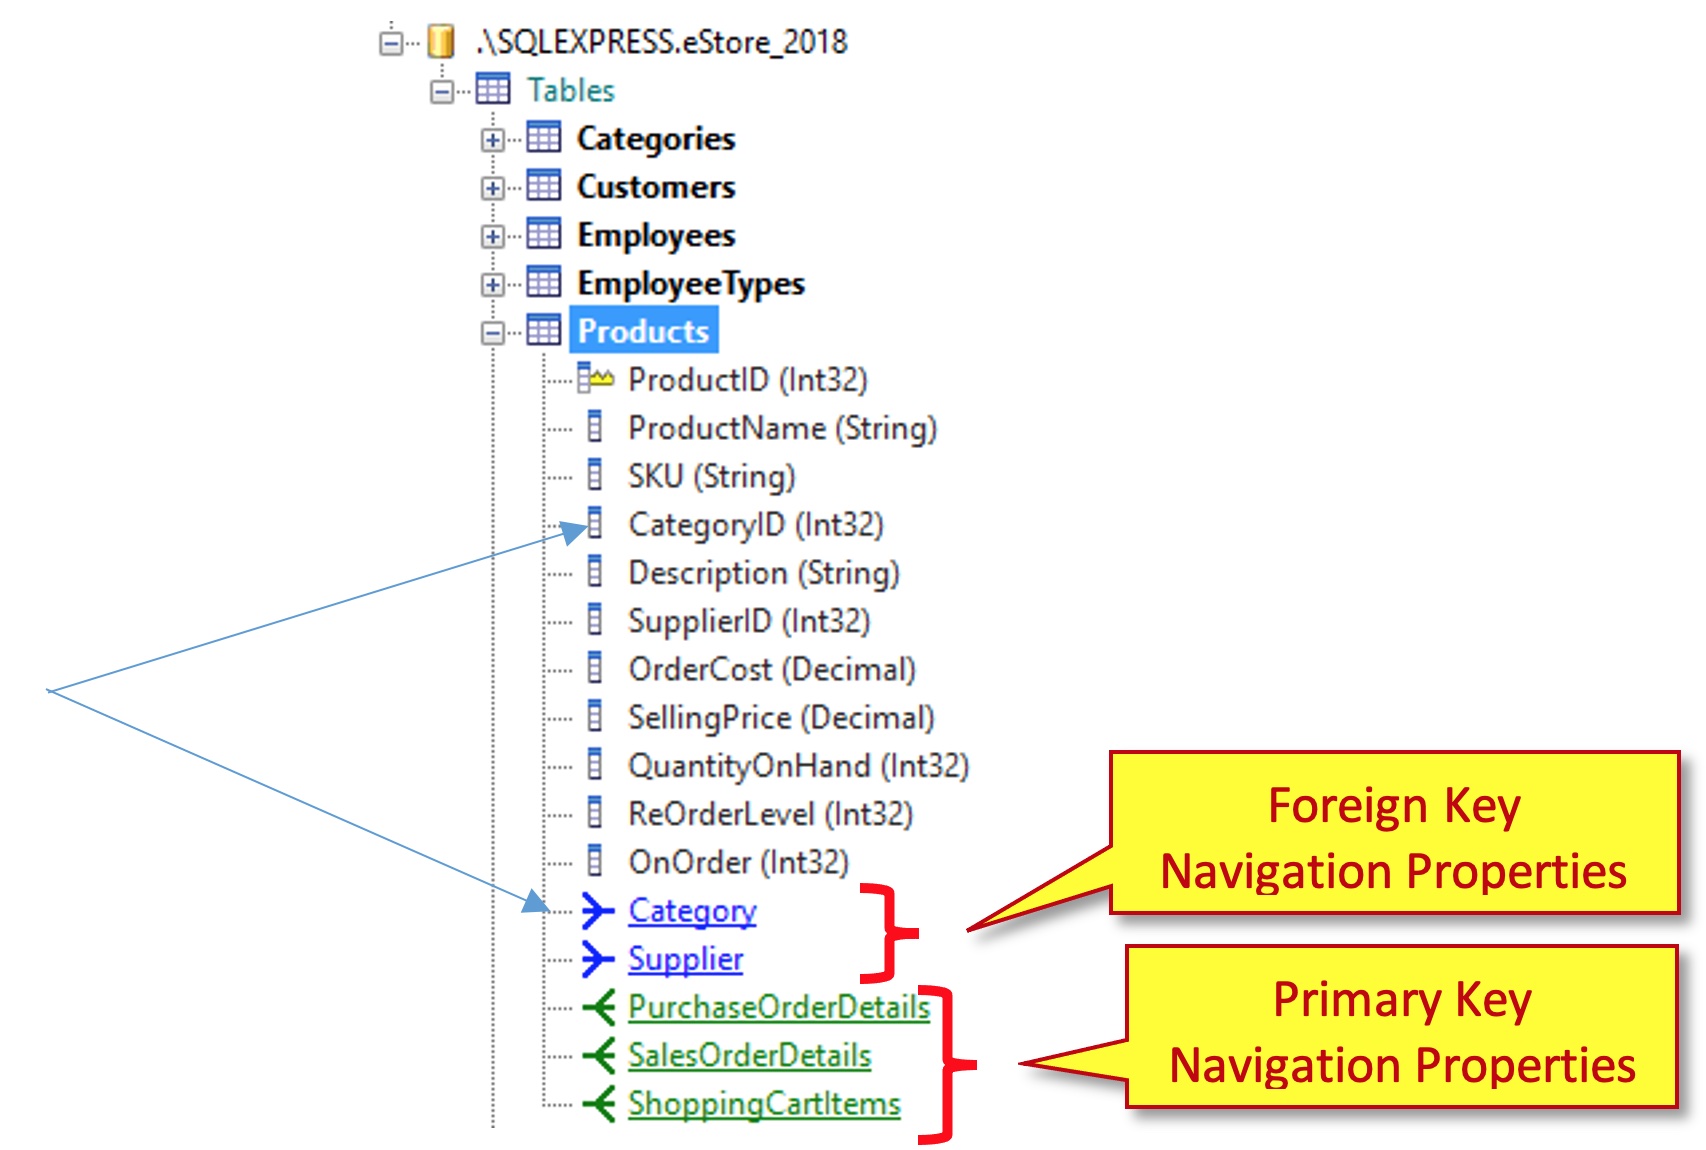 .\SQLEXPRESS.eStore_2018
Tables
Categories
Customers
Employees
EmployeeTypes
Products
ProductID (Int32)
ProductName (String)
SKU (String)
CategoryID (Int32)
Description (String)
SupplierID (Int32)
OrderCost (Decimal)
SellingPrice (Decimal)
QuantityOnHand (Int32)
ReOrderLevel (Int32)
OnOrder (Int32)
Category
Supplier
PurchaseOrderDetails
SalesOrderDetails
ShoppingCartItems
Foreign Key
Navigation Properties
Primary Key
Navigation Properties